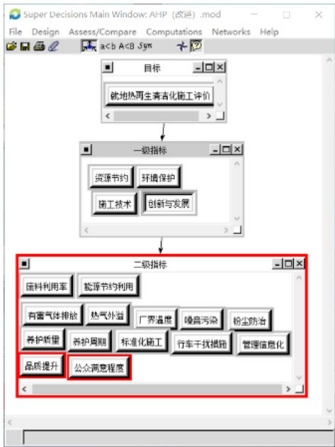 Super Decisions Main Window: AHP (改进) .mod
File Design Assess/Compare Computations Networks Help
a<b A<B Sym
目标
就地热再生清洁化施工评价
一级指标
资源节约 环境保护
施工技术 创新与发展
二级指标
废料利用率 能源节约利用
有害气体排放 热气外溢 厂界温度 噪音污染 粉尘防治
养护质量 养护周期 标准化施工 行车干扰措施 管理信息化
品质提升 公众满意程度